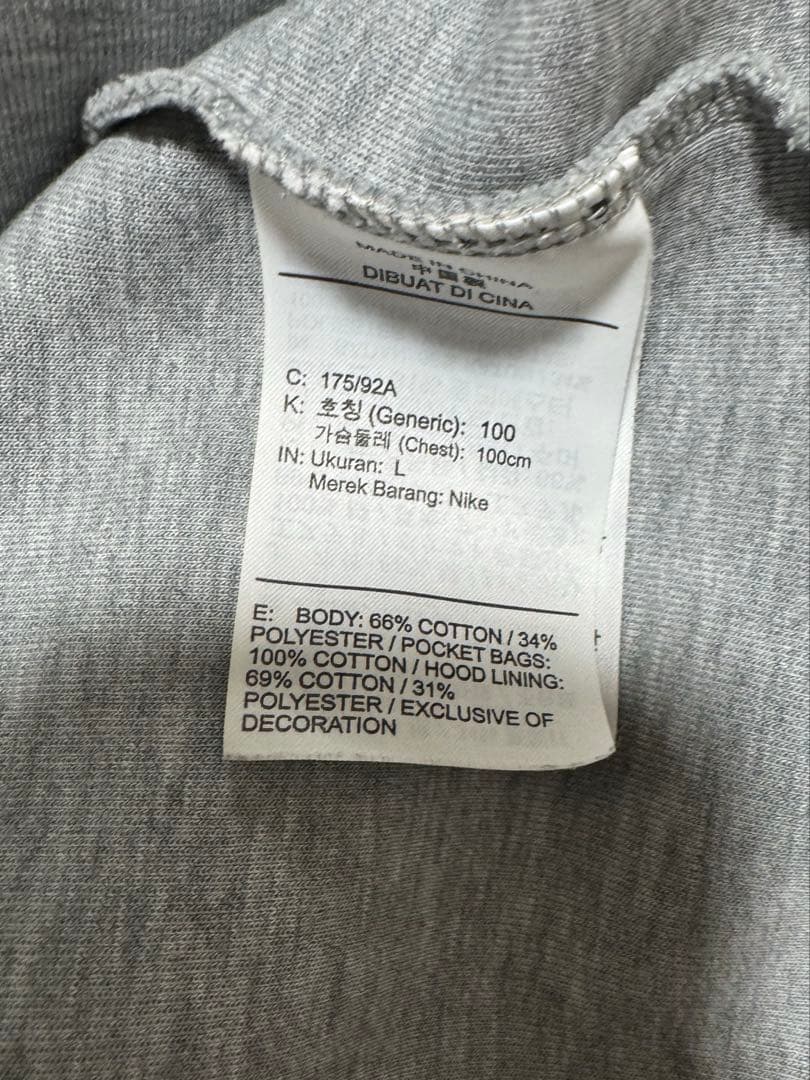 MADE IN CHINA
中国製
DIBUAT DI CINA
C: 175/92A
K: 호칭 (Generic): 100
가슴둘레 (Chest): 100cm
IN: Ukuran: L
Merek Barang: Nike
E: BODY: 66% COTTON / 34%
POLYESTER / POCKET BAGS:
100% COTTON / HOOD LINING:
69% COTTON / 31%
POLYESTER / EXCLUSIVE OF
DECORATION